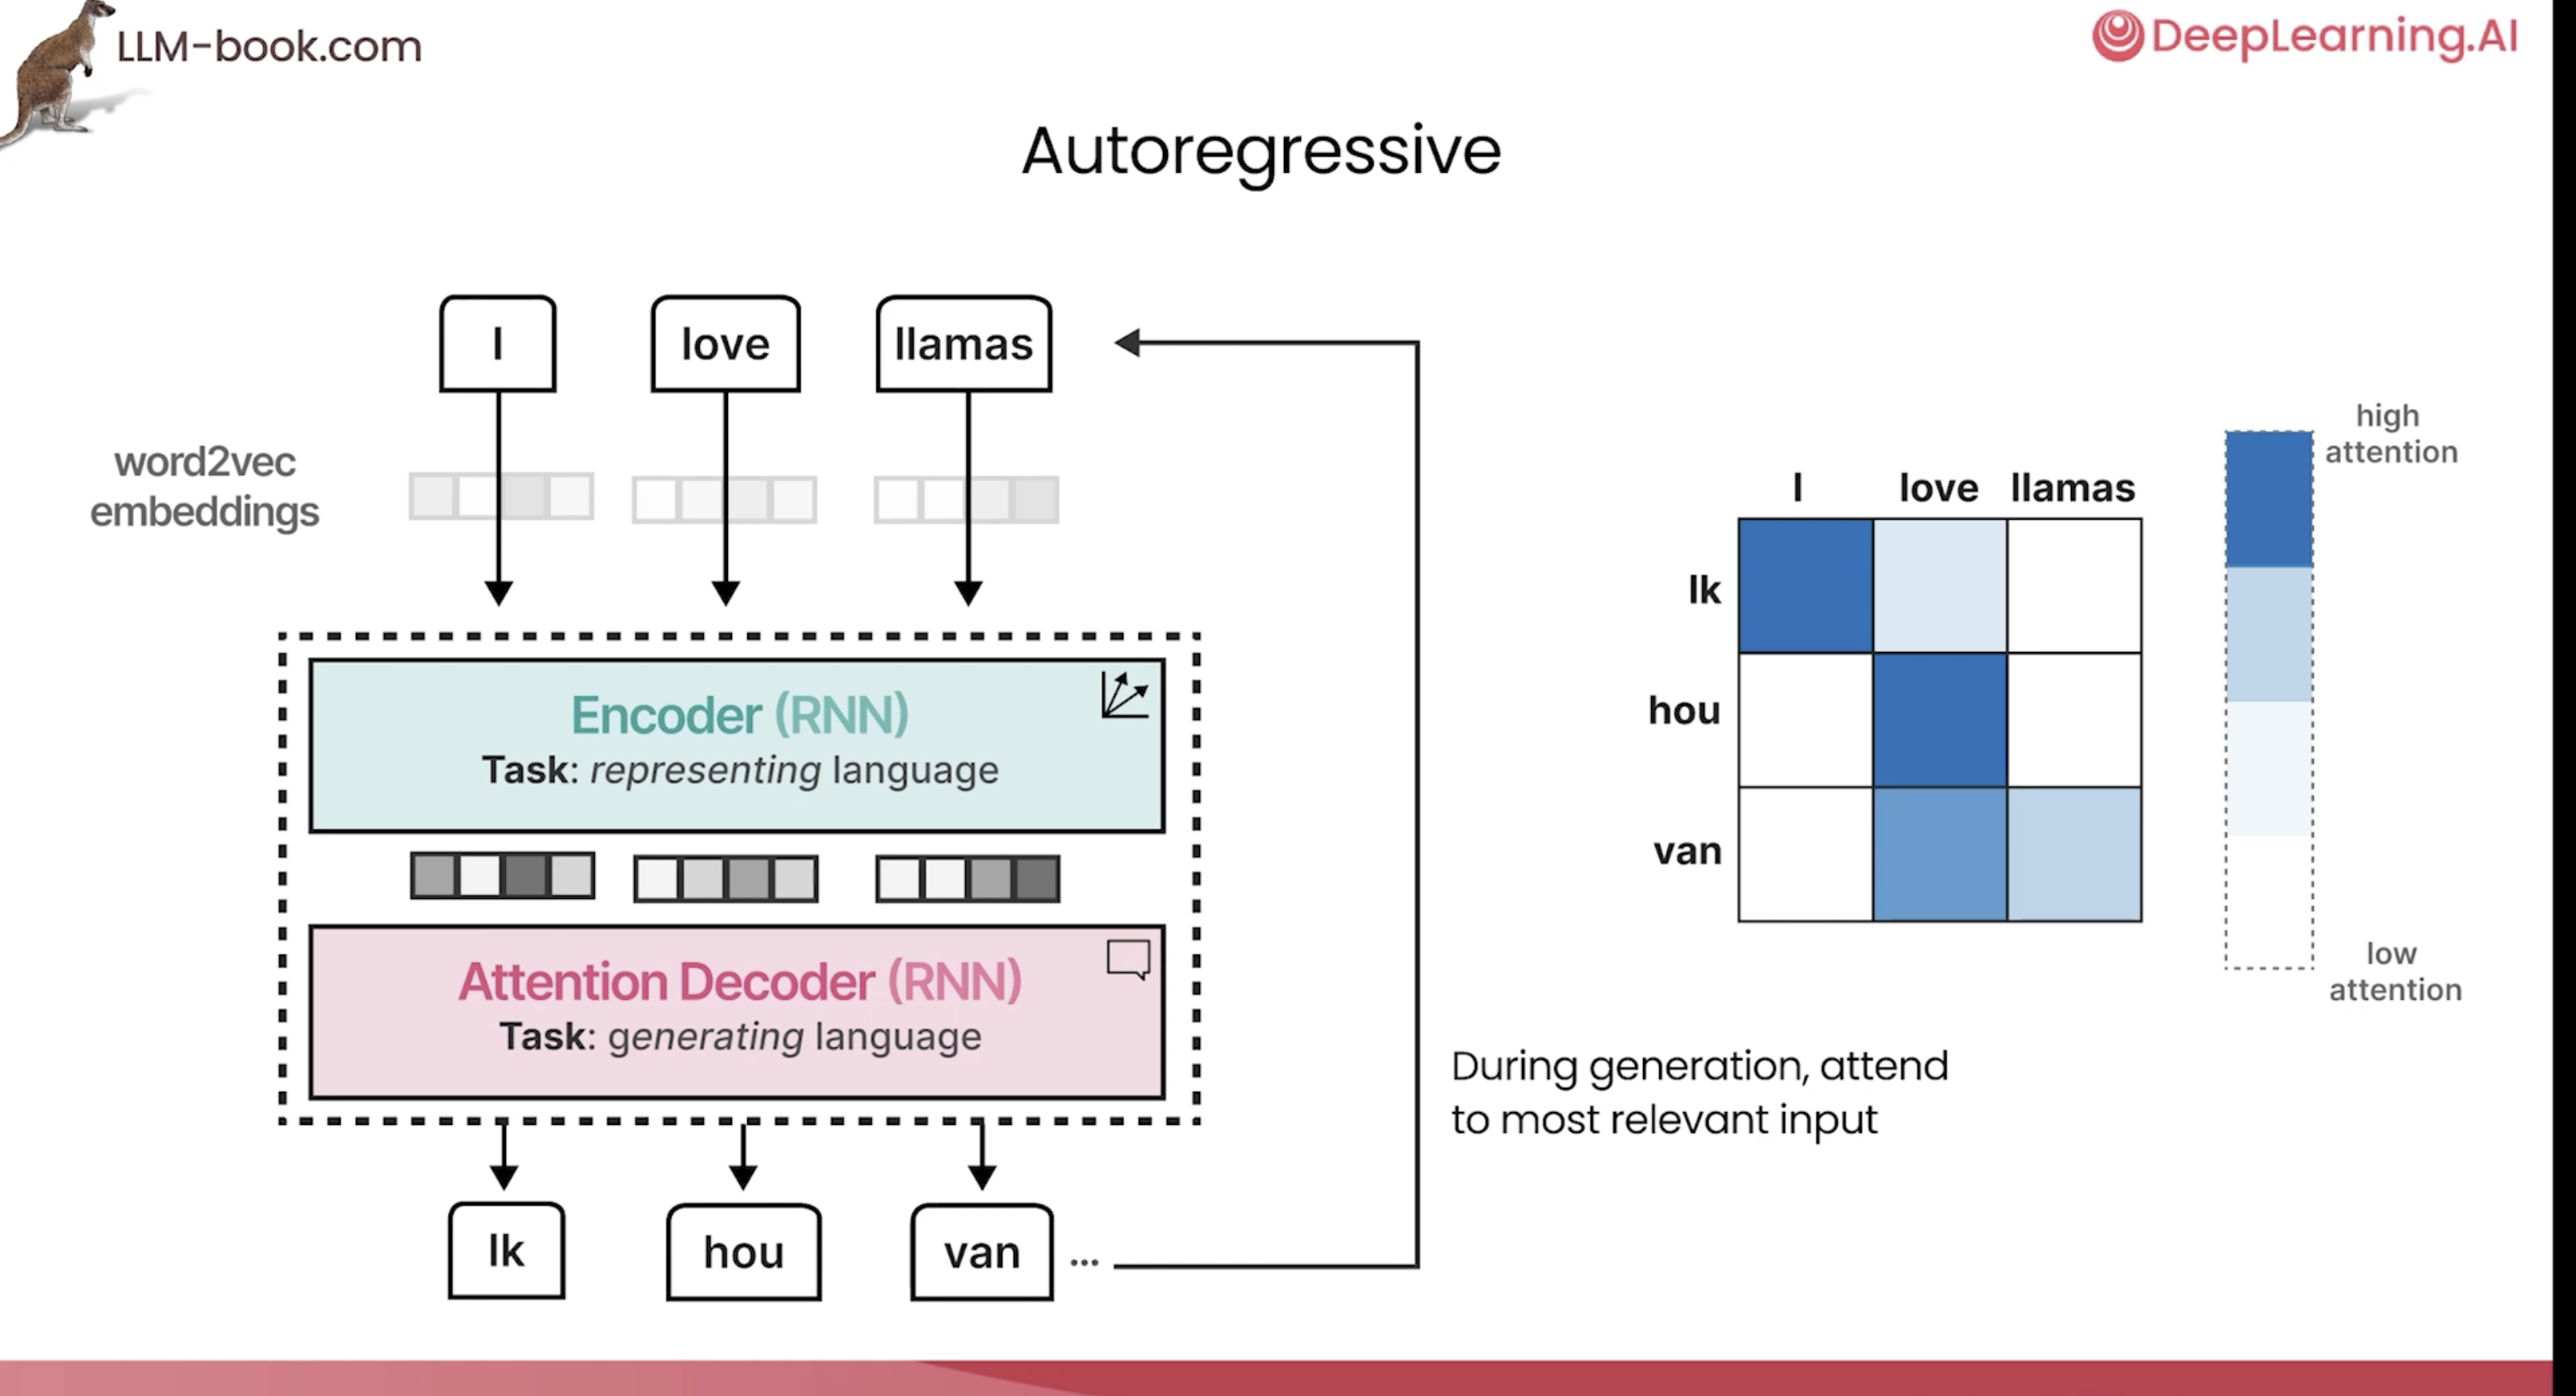 LLM-book.com
DeepLearning.AI
Autoregressive
I
love
llamas
word2vec
embeddings
Encoder (RNN)
Task: representing language
Attention Decoder (RNN)
Task: generating language
Ik
hou
van
...
I
love
llamas
Ik
hou
van
high
attention
low
attention
During generation, attend
to most relevant input